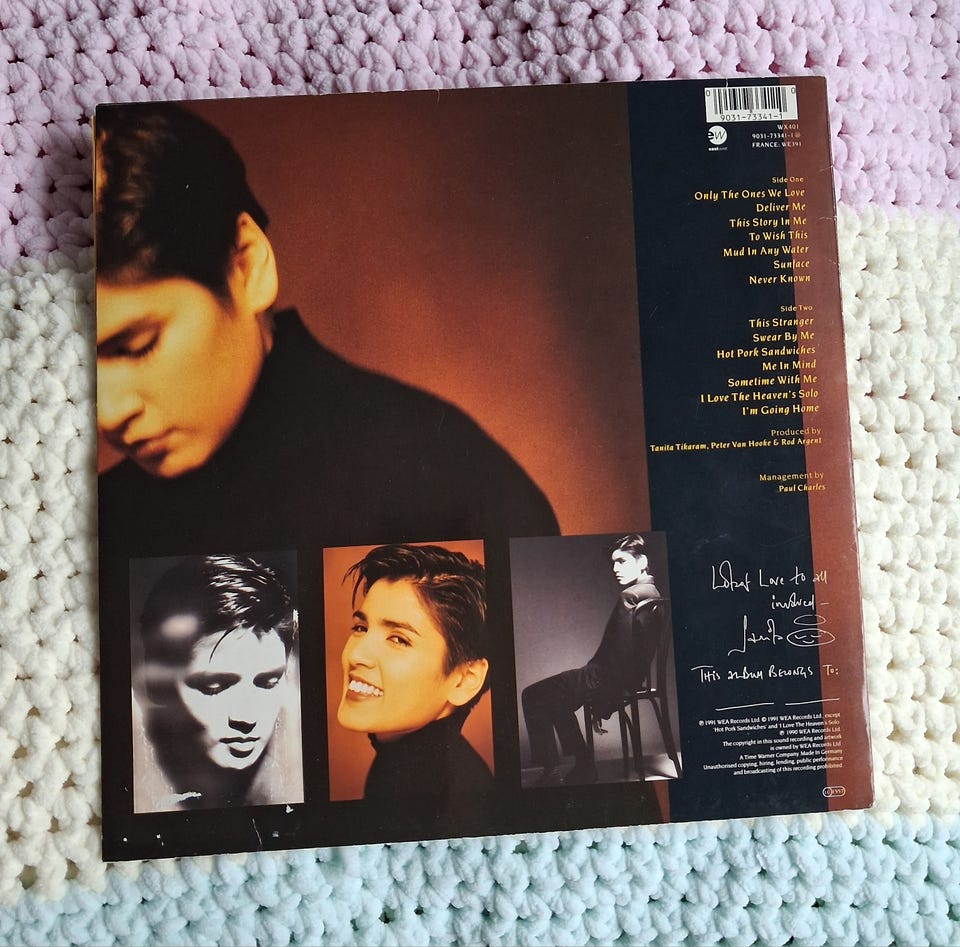 0 9031-73341-1 0
ew
eastwest
WX401
9031-73341-1
FRANCE: WE391
Side One
Only The Ones We Love
Deliver Me
This Story In Me
To Wish This
Mud In Any Water
Sunface
Never Known
Side Two
This Stranger
Swear By Me
Hot Pork Sandwiches
Me In Mind
Sometime With Me
I Love The Heaven's Solo
I'm Going Home
Produced by
Tanita Tikaram, Peter Van Hooke & Rod Argent
Management by
Paul Charles
Love to all
involved -
Tanita
THIS ALBUM BELONGS TO:
℗ 1991 WEA Records Ltd. © 1991 WEA Records Ltd. except
'Hot Pork Sandwiches' and 'I Love The Heaven's Solo
℗ 1990 WEA Records Ltd.
The copyright in this sound recording and artwork
is owned by WEA Records Ltd
A Time Warner Company. Made In Germany
Unauthorised copying, hiring, lending, public performance
and broadcasting of this recording prohibited